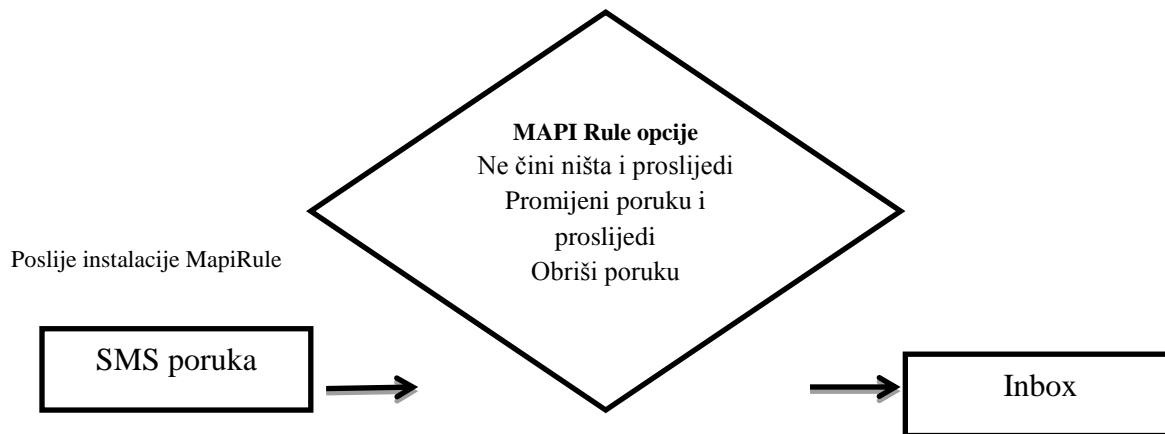 MAPI Rule opcije
Ne čini ništa i proslijedi
Promijeni poruku i
proslijedi
Obriši poruku
Poslije instalacije MapiRule
SMS poruka
Inbox